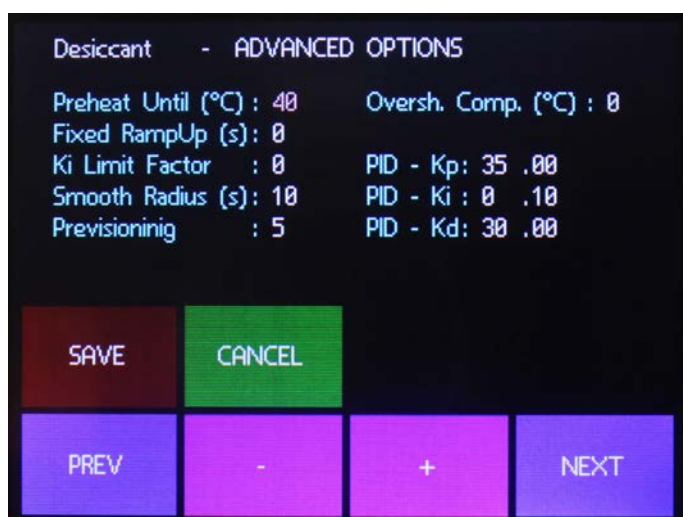 Desiccant - ADVANCED OPTIONS
Preheat Until (°C) : 40 Oversh. Comp. (°C) : 0
Fixed RampUp (s): 0
Ki Limit Factor : 0 PID - Kp: 35 .00
Smooth Radius (s): 10 PID - Ki : 0 .10
Previsioninig : 5 PID - Kd: 30 .00
SAVE CANCEL
PREV - + NEXT